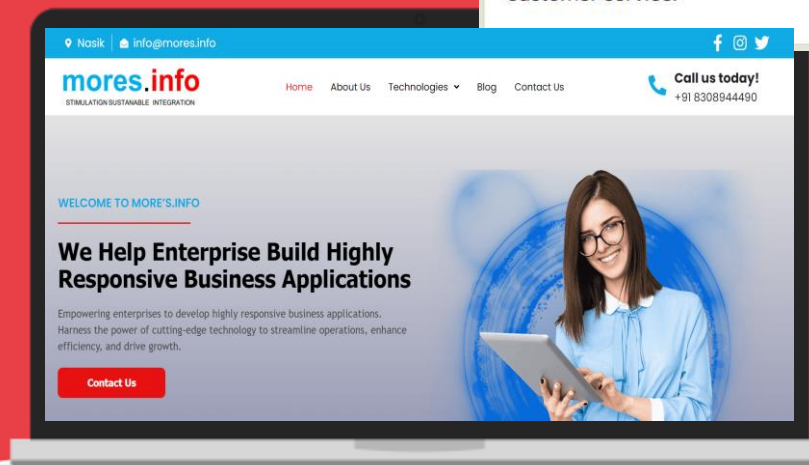 Nasik info@mores.info
mores.info
STIMULATION SUSTANABLE INTEGRATION
Home About Us Technologies Blog Contact Us
Call us today!
+91 8308944490
WELCOME TO MORE'S.INFO
We Help Enterprise Build Highly
Responsive Business Applications
Empowering enterprises to develop highly responsive business applications.
Harness the power of cutting-edge technology to streamline operations, enhance
efficiency, and drive growth.
Contact Us